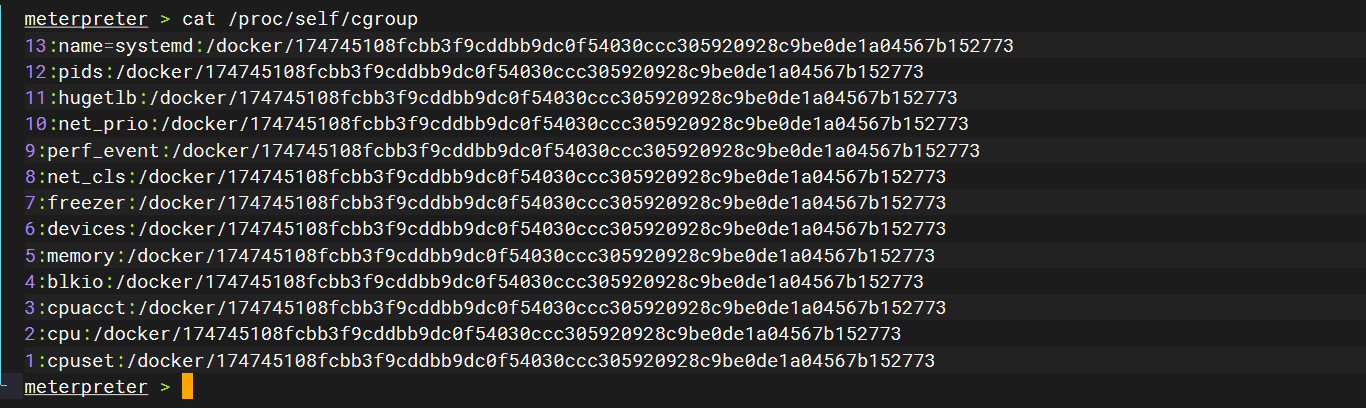 meterpreter > cat /proc/self/cgroup
13:name=systemd:/docker/174745108fcbb3f9cddbb9dc0f54030ccc305920928c9be0de1a04567b152773
12:pids:/docker/174745108fcbb3f9cddbb9dc0f54030ccc305920928c9be0de1a04567b152773
11:hugetlb:/docker/174745108fcbb3f9cddbb9dc0f54030ccc305920928c9be0de1a04567b152773
10:net_prio:/docker/174745108fcbb3f9cddbb9dc0f54030ccc305920928c9be0de1a04567b152773
9:perf_event:/docker/174745108fcbb3f9cddbb9dc0f54030ccc305920928c9be0de1a04567b152773
8:net_cls:/docker/174745108fcbb3f9cddbb9dc0f54030ccc305920928c9be0de1a04567b152773
7:freezer:/docker/174745108fcbb3f9cddbb9dc0f54030ccc305920928c9be0de1a04567b152773
6:devices:/docker/174745108fcbb3f9cddbb9dc0f54030ccc305920928c9be0de1a04567b152773
5:memory:/docker/174745108fcbb3f9cddbb9dc0f54030ccc305920928c9be0de1a04567b152773
4:blkio:/docker/174745108fcbb3f9cddbb9dc0f54030ccc305920928c9be0de1a04567b152773
3:cpuacct:/docker/174745108fcbb3f9cddbb9dc0f54030ccc305920928c9be0de1a04567b152773
2:cpu:/docker/174745108fcbb3f9cddbb9dc0f54030ccc305920928c9be0de1a04567b152773
1:cpuset:/docker/174745108fcbb3f9cddbb9dc0f54030ccc305920928c9be0de1a04567b152773
meterpreter >